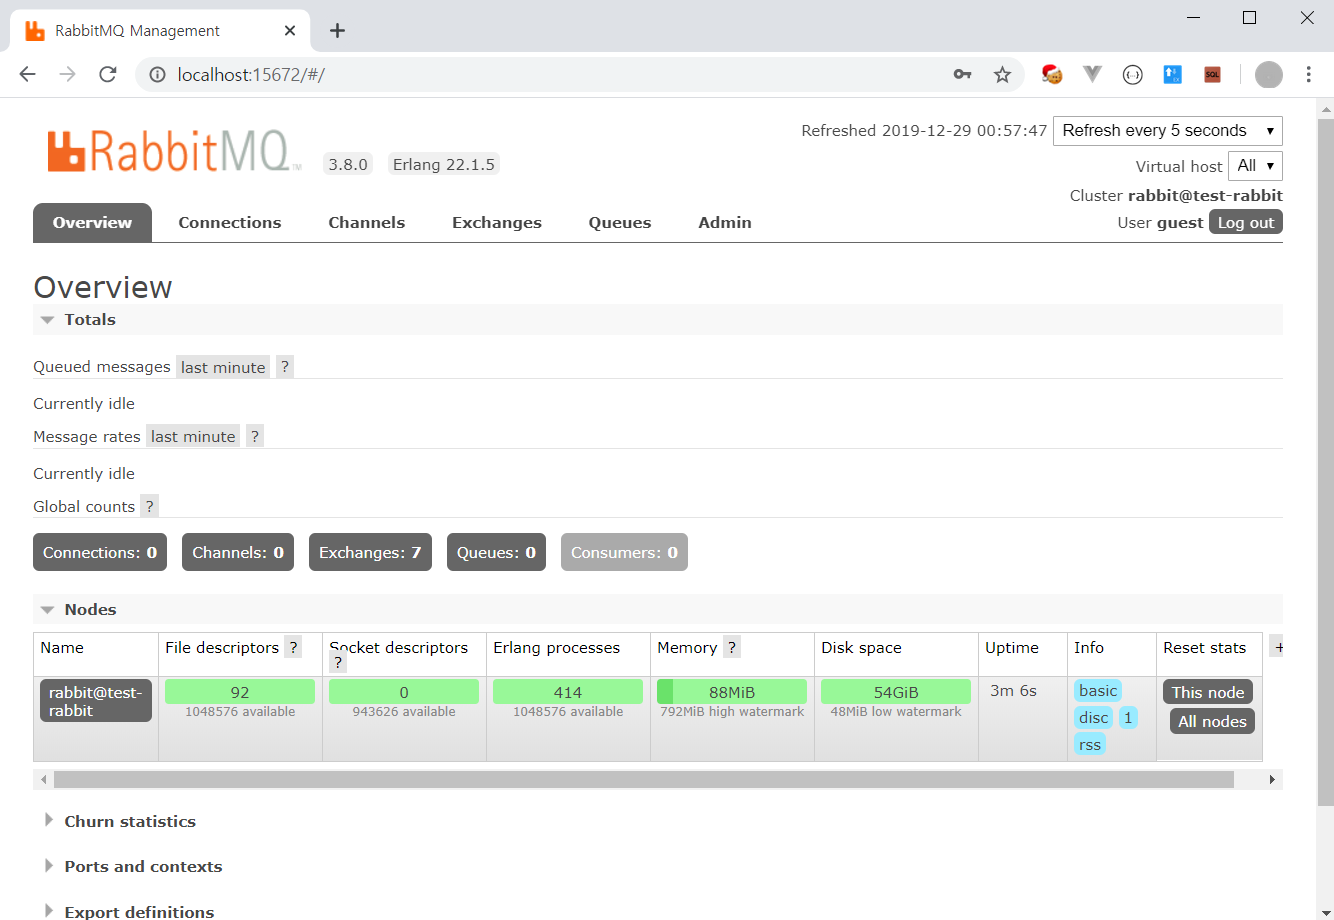 RabbitMQ Management
localhost:15672/#/
SQL
RabbitMQ™
3.8.0
Erlang 22.1.5
Refreshed 2019-12-29 00:57:47
Refresh every 5 seconds
Virtual host All
Cluster rabbit@test-rabbit
User guest Log out
Overview Connections Channels Exchanges Queues Admin
Overview
Totals
Queued messages last minute ?
Currently idle
Message rates last minute ?
Currently idle
Global counts ?
Connections: 0 Channels: 0 Exchanges: 7 Queues: 0 Consumers: 0
Nodes
Name File descriptors ? Socket descriptors ? Erlang processes Memory ? Disk space Uptime Info Reset stats +
rabbit@test-
rabbit
92
1048576 available
0
943626 available
414
1048576 available
88MiB
792MiB high watermark
54GiB
48MiB low watermark
3m 6s
basic
disc 1
rss
This node
All nodes
Churn statistics
Ports and contexts
Export definitions